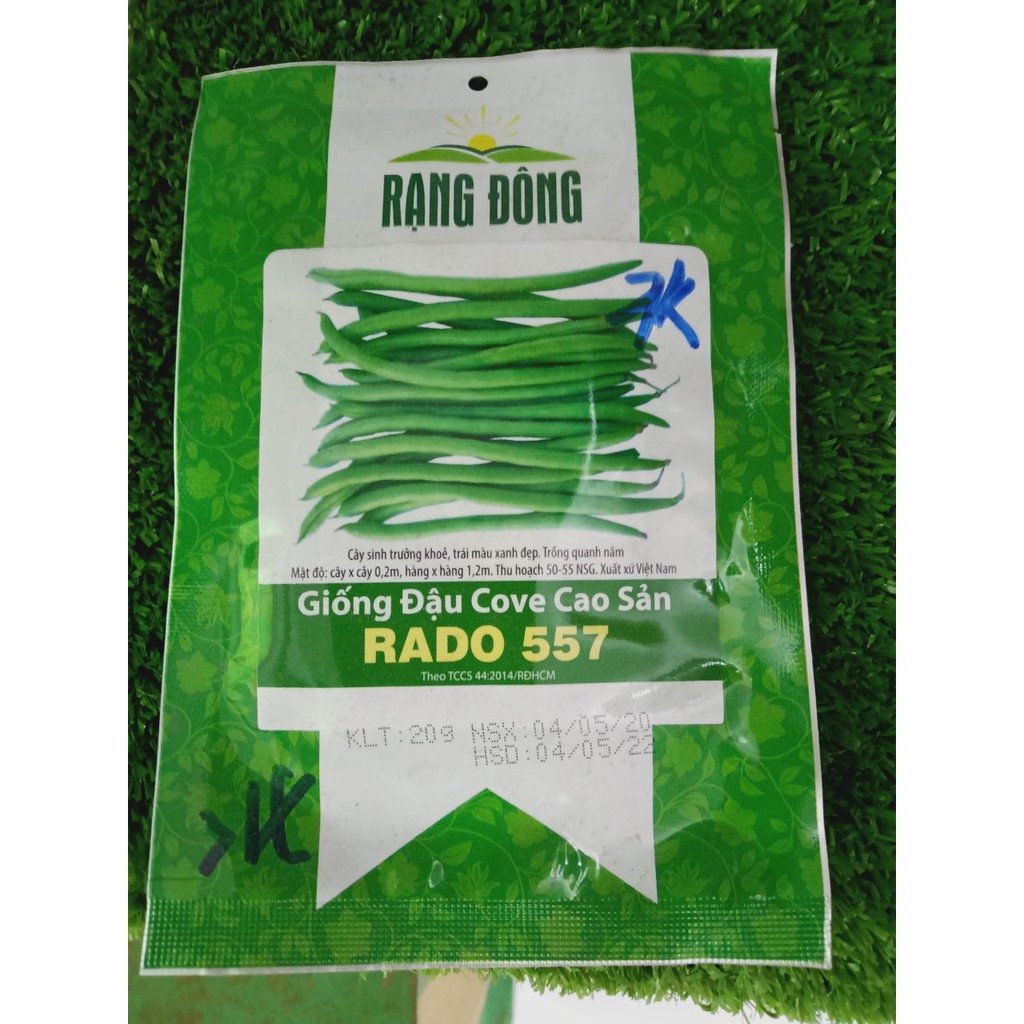 RẠNG ĐÔNG
7K
Cây sinh trưởng khoẻ, trái màu xanh đẹp. Trồng quanh năm
Mật độ: cây x cây 0,2m, hàng x hàng 1,2m. Thu hoạch 50-55 NSG. Xuất xứ Việt Nam
Giống Đậu Cove Cao Sản
RADO 557
Theo TCCS 44:2014/RĐHCM
KLT:20g NSX:04/05/20
HSD:04/05/22